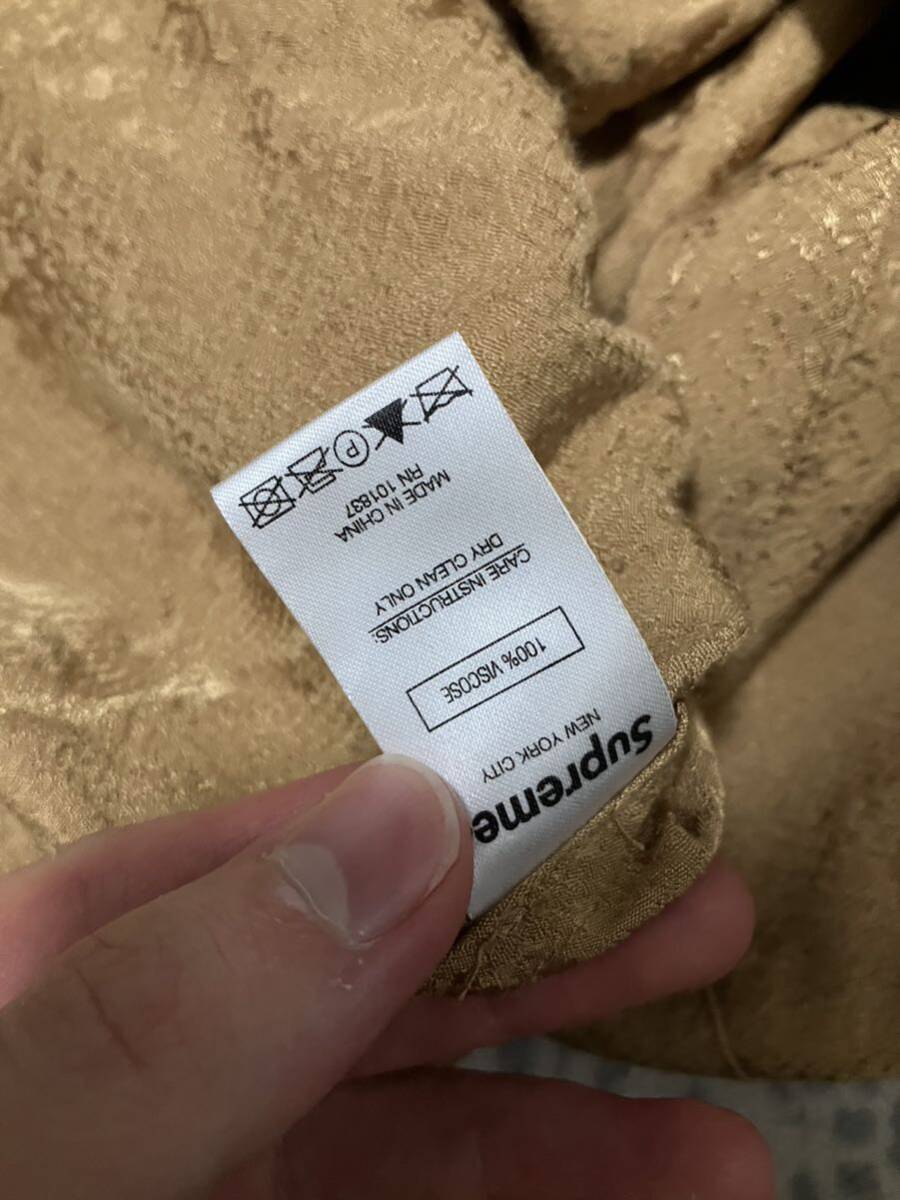 Supreme
NEW YORK CITY
100% VISCOSE
CARE INSTRUCTIONS:
DRY CLEAN ONLY
MADE IN CHINA
RN 101837
P